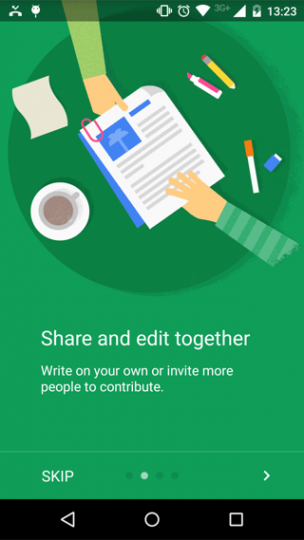 3G+ 13:23
Share and edit together
Write on your own or invite more
people to contribute.
SKIP